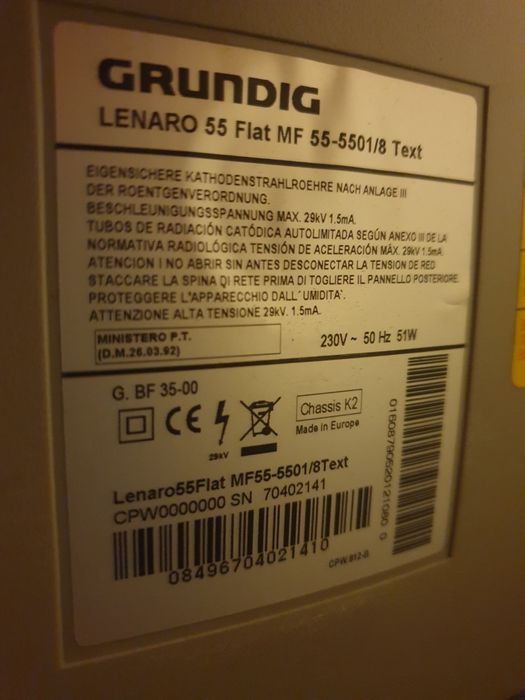 GRUNDIG
LENARO 55 Flat MF 55-5501/8 Text
EIGENSICHERE KATHODENSTRAHLROEHRE NACH ANLAGE III
DER ROENTGENVERORDNUNG.
BESCHLEUNIGUNGSSPANNUNG MAX. 29kV 1.5mA.
TUBOS DE RADIACIÓN CATÓDICA AUTOLIMITADA SEGÚN ANEXO III DE LA
NORMATIVA RADIOLÓGICA TENSIÓN DE ACELERACIÓN MÁX. 29kV 1.5mA.
ATENCION I NO ABRIR SIN ANTES DESCONECTAR LA TENSION DE RED
STACCARE LA SPINA DI RETE PRIMA DI TOGLIERE IL PANNELLO POSTERIORE.
PROTEGGERE L'APPARECCHIO DALL'UMIDITA'.
ATTENZIONE ALTA TENSIONE 29kV. 1.5mA.
MINISTERO P.T.
(D.M.26.03.92)
230V ~ 50 Hz 51W
G. BF 35-00
CE
29kV
Chassis K2
Made in Europe
Lenaro55Flat MF55-5501/8Text
CPW0000000 SN 70402141
08496704021410
CPW.812-B